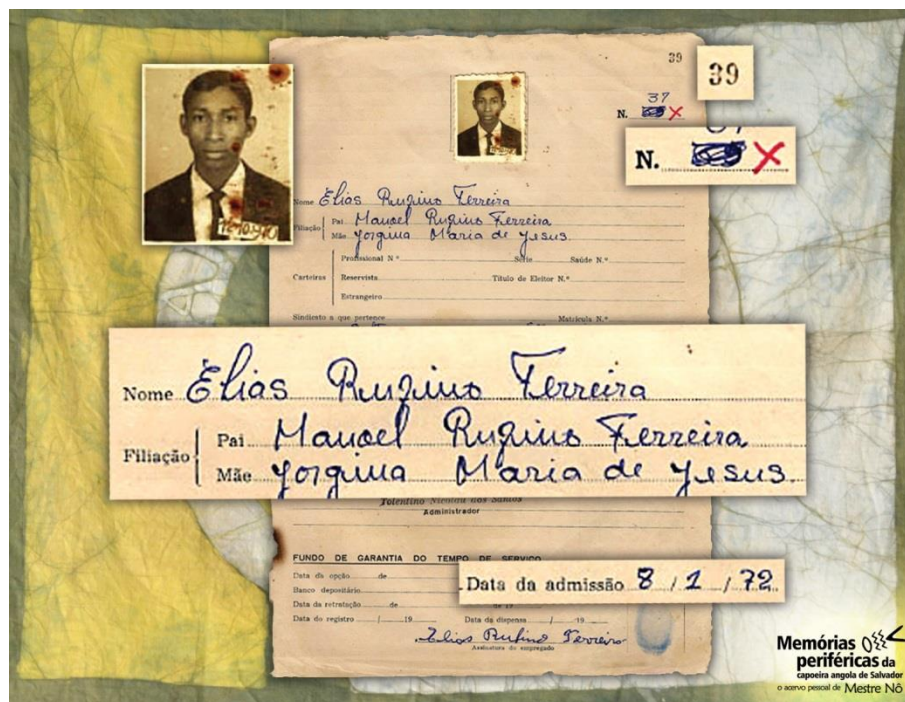 39
39
37
N.
N.
Nome Elias Rufino Ferreira
Filiação
Pai Manoel Rufino Ferreira
Mãe Jorgina Maria de Jesus
Profissional N.º Série Saúde N.º
Carteiras Reservista Título de Eleitor N.º
Estrangeiro
Sindicato a que pertence Matrícula N.º
Nome Elias Rufino Ferreira
Filiação
Pai Manoel Rufino Ferreira
Mãe Jorgina Maria de Jesus.
Tolentino Nicolau dos Santos
Administrador
FUNDO DE GARANTIA DO TEMPO DE SERVIÇO
Data da opção de
Data da admissão 8 / 1 / 72
Banco depositário
Data da retratação de de 19
Data do registro / 19 Data da dispensa / 19
Elias Rufino Ferreira
Assinatura do empregado
Memórias
periféricas da
capoeira angola de Salvador
o acervo pessoal de Mestre Nô